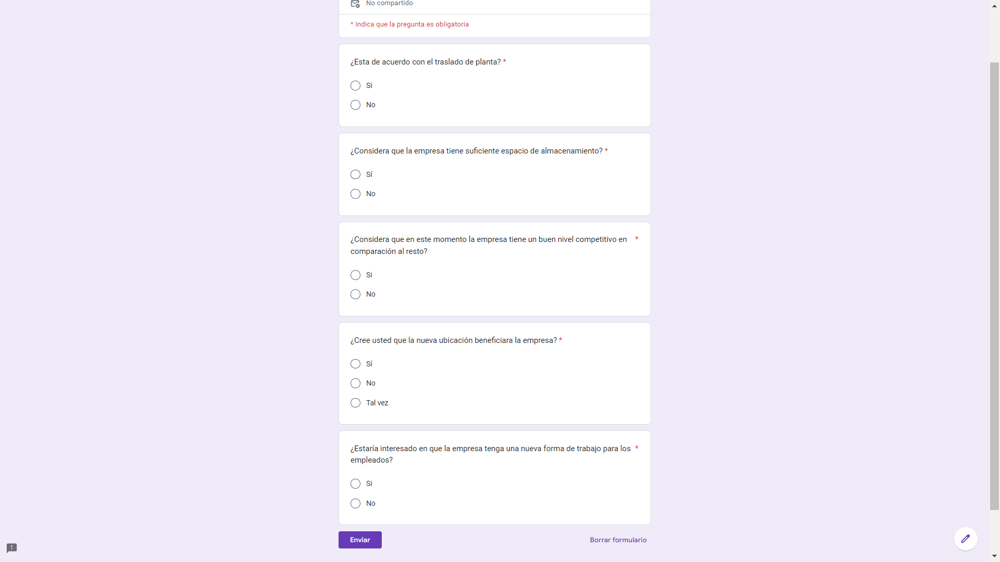 No compartido
* Indica que la pregunta es obligatoria
¿Esta de acuerdo con el traslado de planta? *
Si
No
¿Considera que la empresa tiene suficiente espacio de almacenamiento? *
Sí
No
¿Considera que en este momento la empresa tiene un buen nivel competitivo en *
comparación al resto?
Si
No
¿Cree usted que la nueva ubicación beneficiara la empresa? *
Sí
No
Tal vez
¿Estaría interesado en que la empresa tenga una nueva forma de trabajo para los *
empleados?
Si
No
Enviar
Borrar formulario